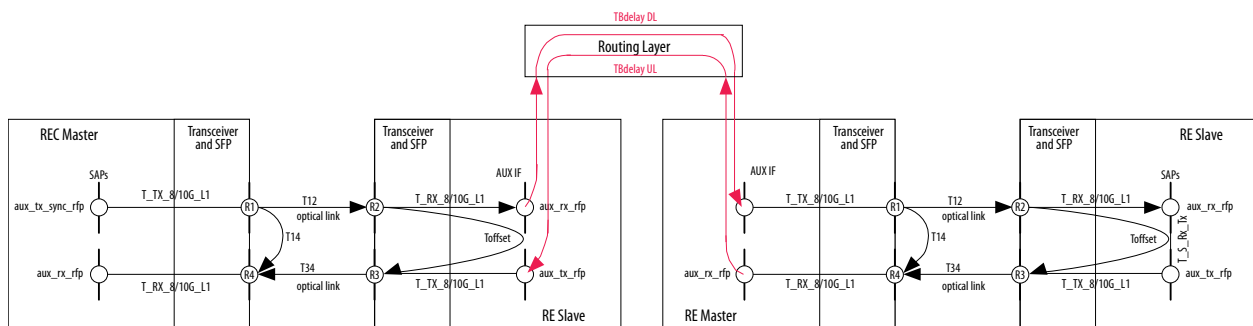 TBdelay DL
Routing Layer
TBdelay UL
REC Master
Transceiver
and SFP
SAPs
aux_tx_sync_rfp
T_TX_8/10G_L1
R1
T12
optical link
T14
aux_rx_rfp
T_RX_8/10G_L1
R4
T34
optical link
Transceiver
and SFP
AUX IF
R2
T_RX_8/10G_L1
aux_rx_rfp
Toffset
R3
T_TX_8/10G_L1
aux_tx_rfp
RE Slave
AUX IF
Transceiver
and SFP
T_TX_8/10G_L1
R1
T12
optical link
T14
aux_rx_rfp
T_RX_8/10G_L1
R4
T34
optical link
RE Master
Transceiver
and SFP
RE Slave
SAPs
R2
T_RX_8/10G_L1
aux_rx_rfp
Toffset
T_S_Rx_Tx
R3
T_TX_8/10G_L1
aux_tx_rfp